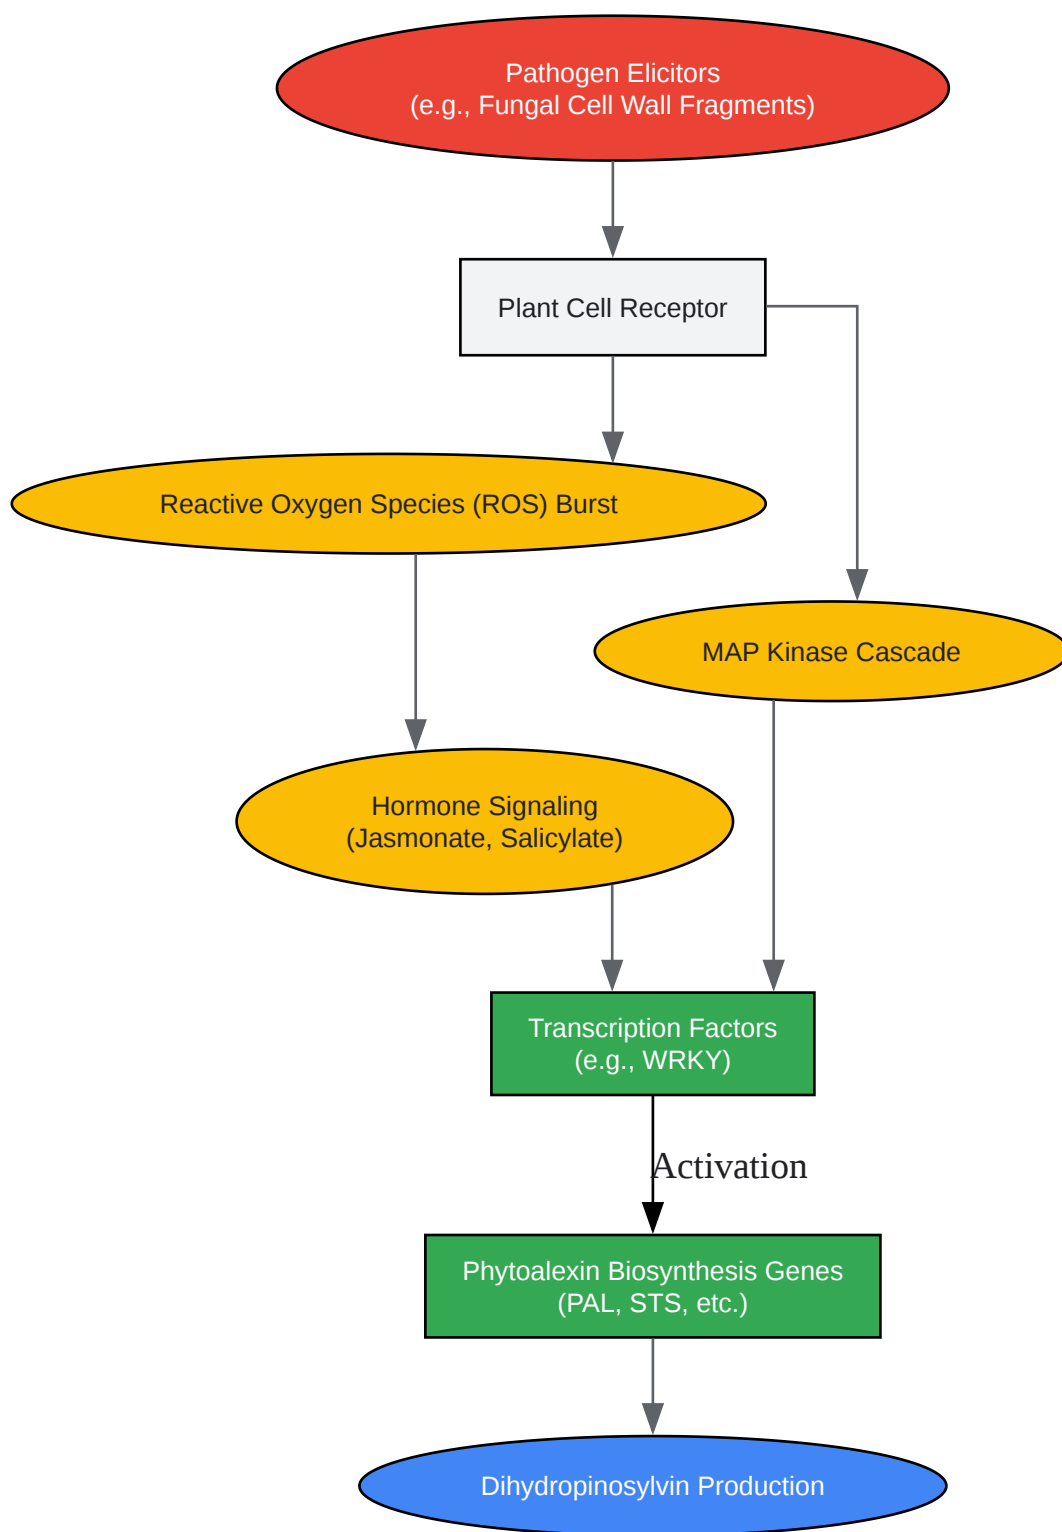 Pathogen Elicitors
(e.g., Fungal Cell Wall Fragments)
Plant Cell Receptor
Reactive Oxygen Species (ROS) Burst
MAP Kinase Cascade
Hormone Signaling
(Jasmonate, Salicylate)
Transcription Factors
(e.g., WRKY)
Activation
Phytoalexin Biosynthesis Genes
(PAL, STS, etc.)
Dihydropinosylvin Production